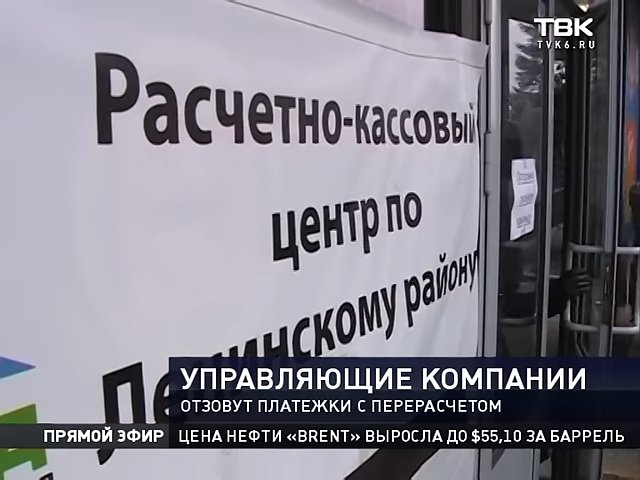 ТВК
TVK6.RU
Расчетно-кассовый
центр по
Ленинскому району
УПРАВЛЯЮЩИЕ КОМПАНИИ
ОТЗОВУТ ПЛАТЕЖКИ С ПЕРЕРАСЧЕТОМ
ПРЯМОЙ ЭФИР ЦЕНА НЕФТИ «BRENT» ВЫРОСЛА ДО $55,10 ЗА БАРРЕЛЬ